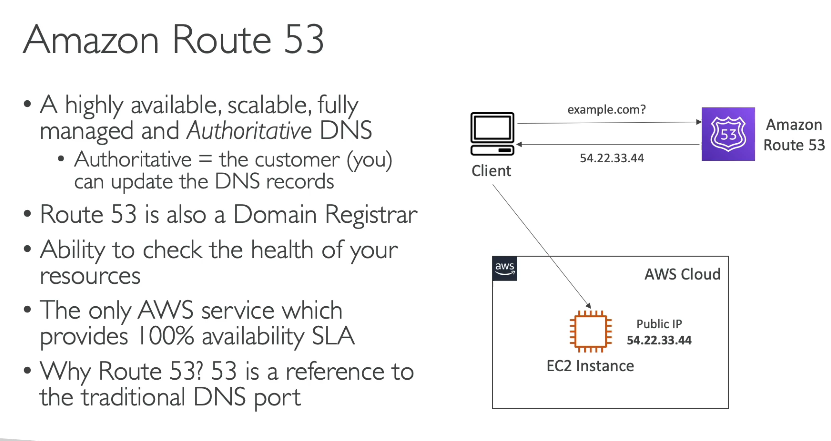 Amazon Route 53
• A highly available, scalable, fully
managed and Authoritative DNS
• Authoritative = the customer (you)
can update the DNS records
• Route 53 is also a Domain Registrar
• Ability to check the health of your
resources
• The only AWS service which
provides 100% availability SLA
• Why Route 53? 53 is a reference to
the traditional DNS port
example.com?
54.22.33.44
Client
53
Amazon
Route 53
aws
AWS Cloud
Public IP
54.22.33.44
EC2 Instance